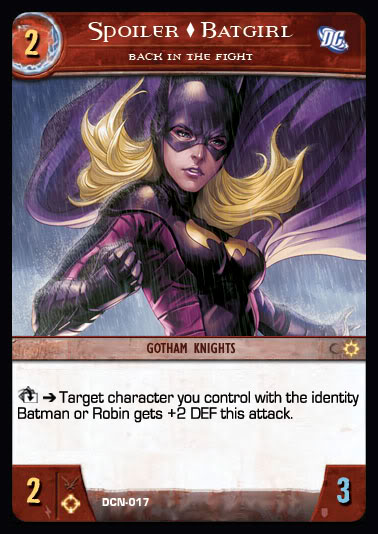 2
Spoiler ♦ Batgirl
BACK IN THE FIGHT
DC
GOTHAM KNIGHTS
C
➔ Target character you control with the identity
Batman or Robin gets +2 DEF this attack.
2
DCN-017
3